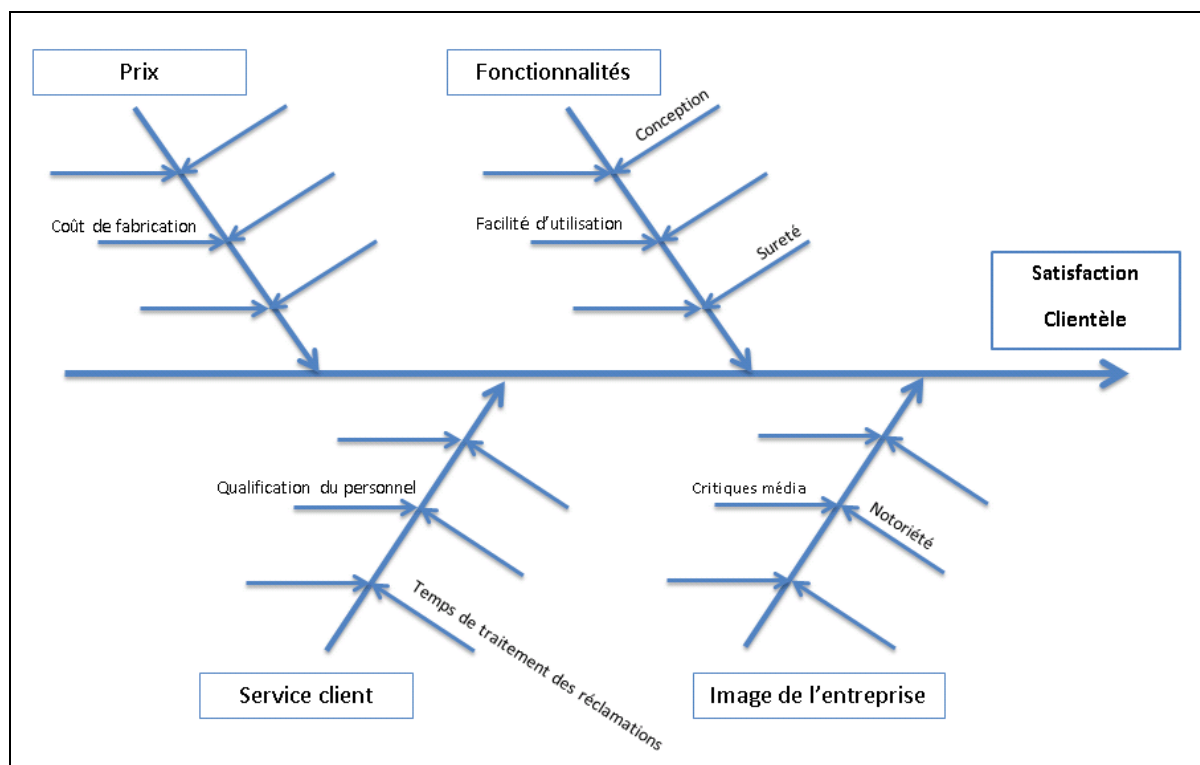 Prix
Fonctionnalités
Conception
Coût de fabrication
Facilité d'utilisation
Sureté
Satisfaction
Clientèle
Qualification du personnel
Critiques média
Notoriété
Temps de traitement des réclamations
Service client
Image de l'entreprise